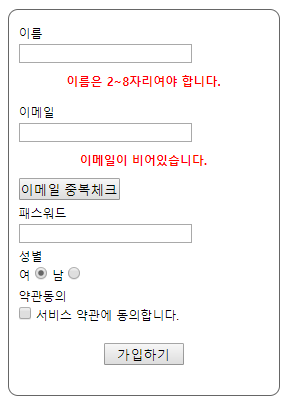 이름
이름은 2~8자리여야 합니다.
이메일
이메일이 비어있습니다.
이메일 중복체크
패스워드
성별
여 남
약관동의
서비스 약관에 동의합니다.
가입하기